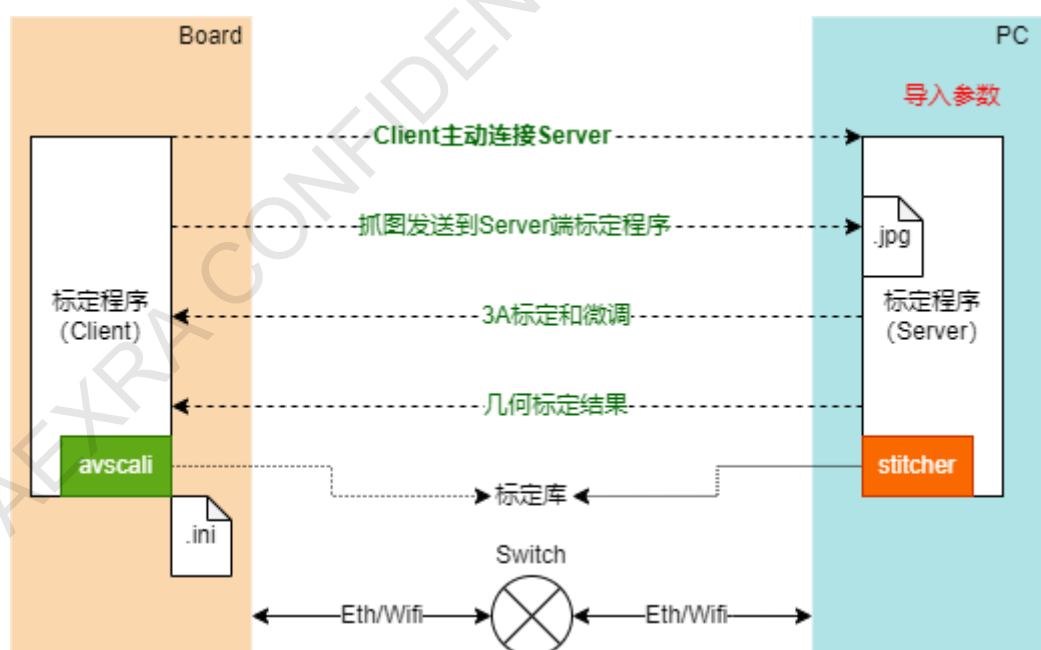 Board
PC
导入参数
Client主动连接Server
抓图发送到Server端标定程序
.jpg
标定程序
（Client）
3A标定和微调
标定程序
（Server）
几何标定结果
avscali
stitcher
标定库
.ini
Switch
Eth/Wifi
Eth/Wifi
AEXRA CONFIDEN